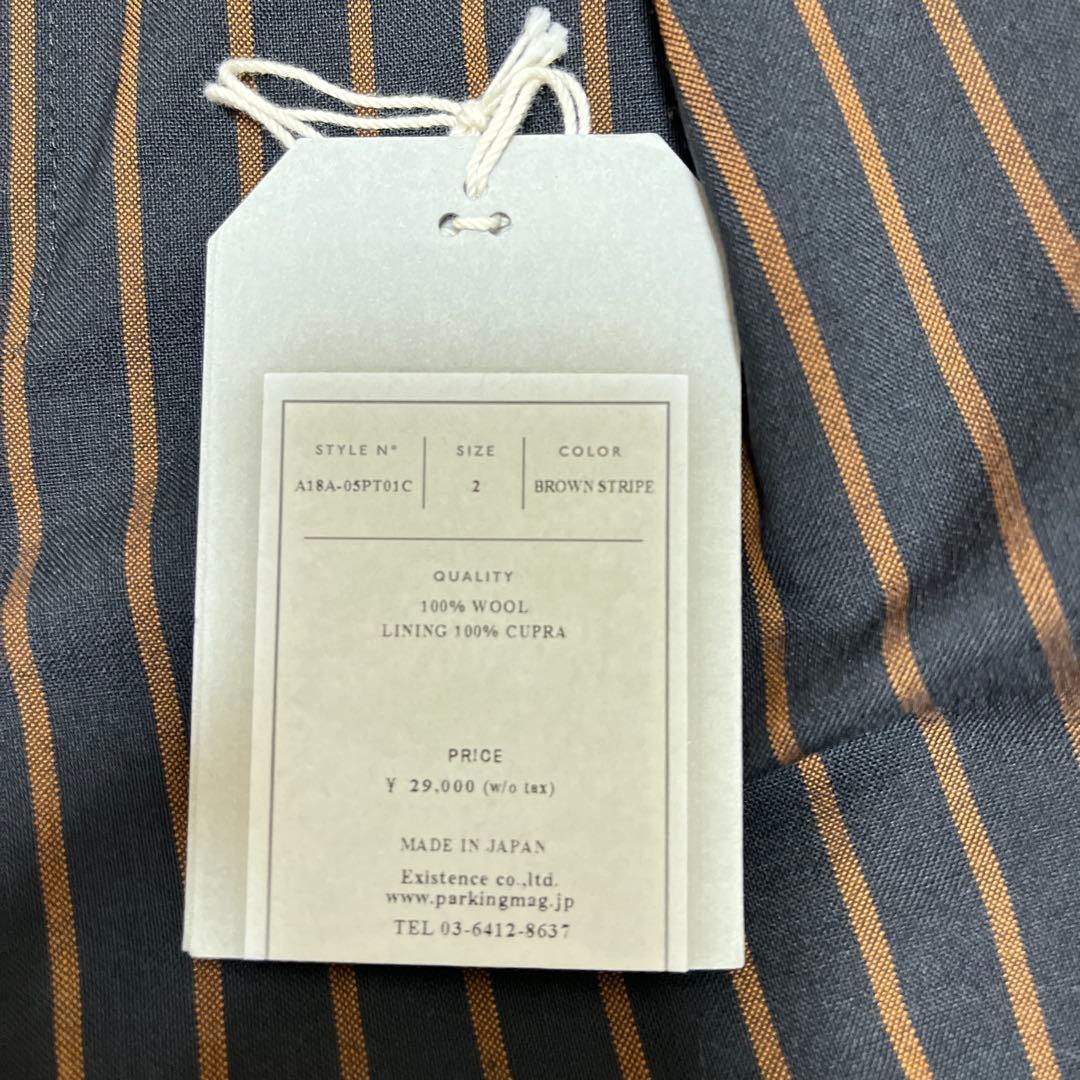 STYLE Nº SIZE COLOR
A18A-05PT01C 2 BROWN STRIPE
QUALITY
100% WOOL
LINING 100% CUPRA
PRICE
¥ 29,000 (w/o tax)
MADE IN JAPAN
Existence co.,ltd.
www.parkingmag.jp
TEL 03-6412-8637